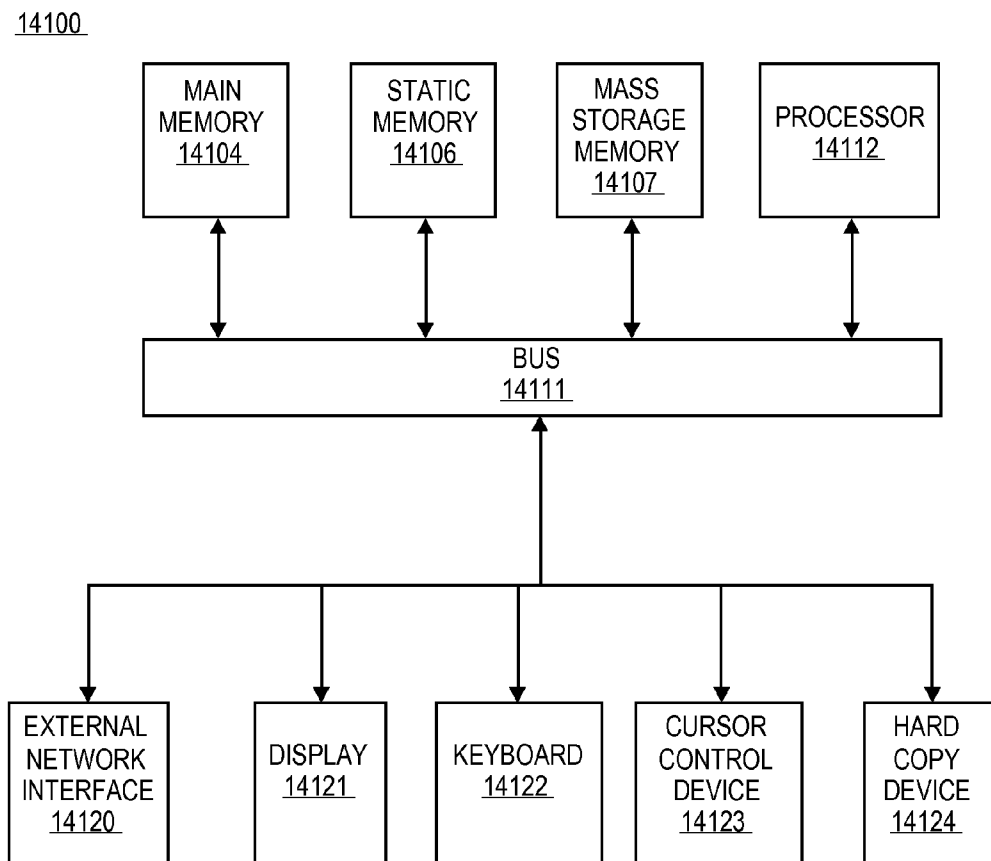 14100
MAIN
MEMORY
14104
STATIC
MEMORY
14106
MASS
STORAGE
MEMORY
14107
PROCESSOR
14112
BUS
14111
EXTERNAL
NETWORK
INTERFACE
14120
DISPLAY
14121
KEYBOARD
14122
CURSOR
CONTROL
DEVICE
14123
HARD
COPY
DEVICE
14124